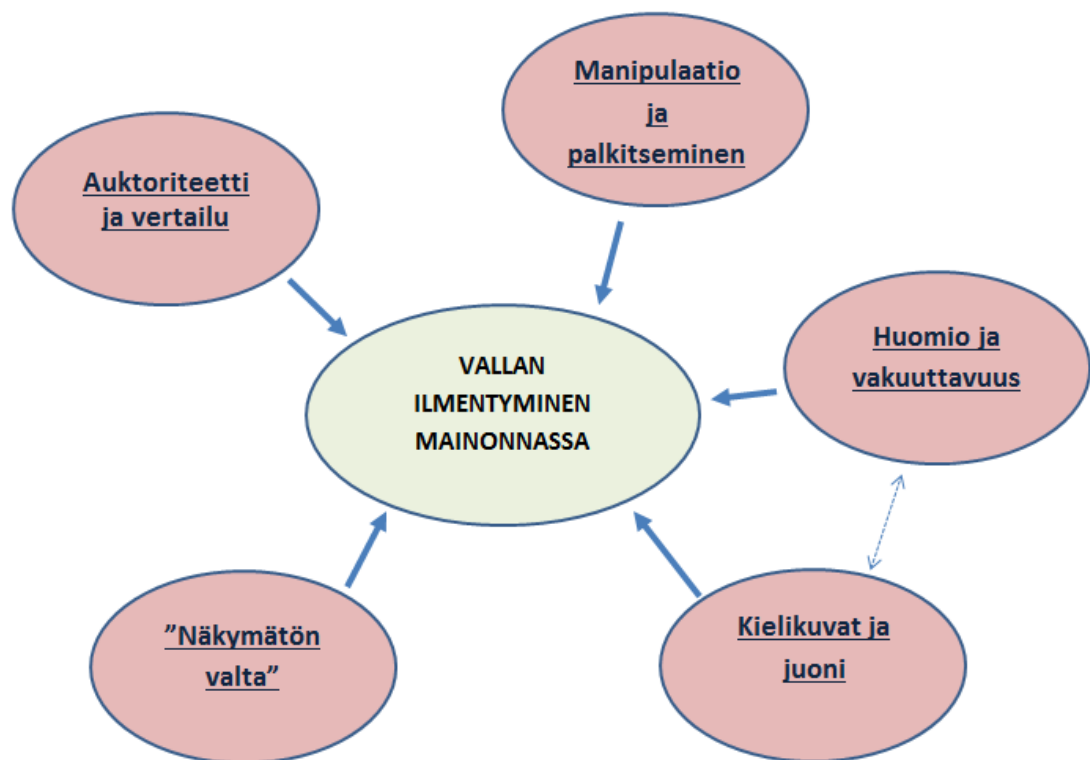 Manipulaatio
ja
palkitseminen
Auktoriteetti
ja vertailu
Huomio ja
vakuuttavuus
VALLAN
ILMENTYMINEN
MAINONNASSA
”Näkymätön
valta”
Kielikuvat ja
juoni